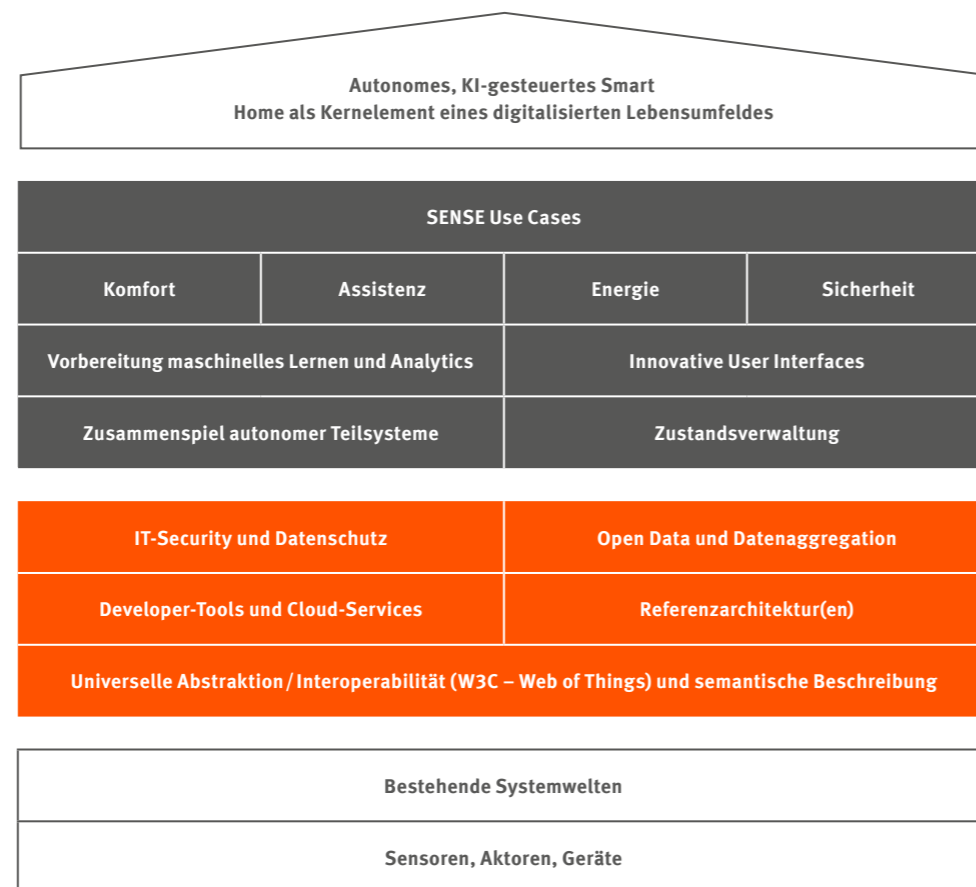 Autonomes, KI-gesteuertes Smart
Home als Kernelement eines digitalisierten Lebensumfeldes
SENSE Use Cases
Komfort
Assistenz
Energie
Sicherheit
Vorbereitung maschinelles Lernen und Analytics
Innovative User Interfaces
Zusammenspiel autonomer Teilsysteme
Zustandsverwaltung
IT-Security und Datenschutz
Open Data und Datenaggregation
Developer-Tools und Cloud-Services
Referenzarchitektur(en)
Universelle Abstraktion / Interoperabilität (W3C – Web of Things) und semantische Beschreibung
Bestehende Systemwelten
Sensoren, Aktoren, Geräte